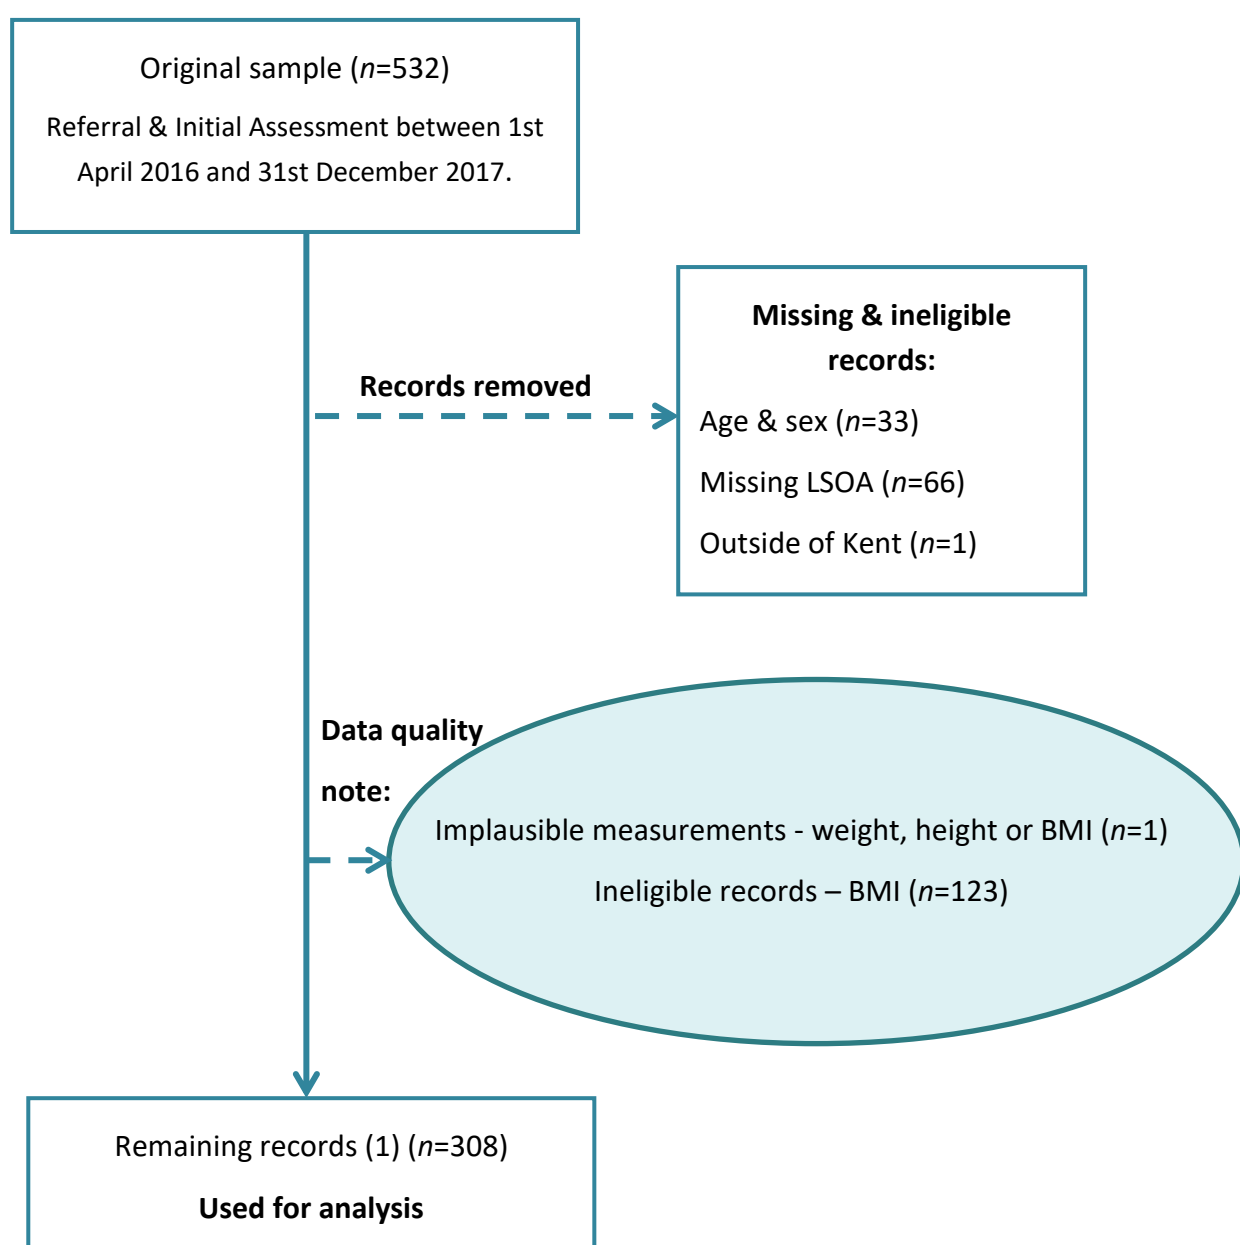 Original sample (n=532)
Referral & Initial Assessment between 1st
April 2016 and 31st December 2017.
Records removed
Missing & ineligible
records:
Age & sex (n=33)
Missing LSOA (n=66)
Outside of Kent (n=1)
Data quality
note:
Implausible measurements - weight, height or BMI (n=1)
Ineligible records – BMI (n=123)
Remaining records (1) (n=308)
Used for analysis